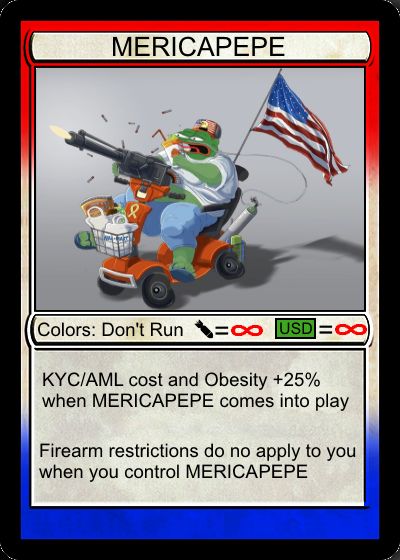 MERICAPEPE
Colors: Don't Run =∞ USD =∞
KYC/AML cost and Obesity +25%
when MERICAPEPE comes into play
Firearm restrictions do no apply to you
when you control MERICAPEPE